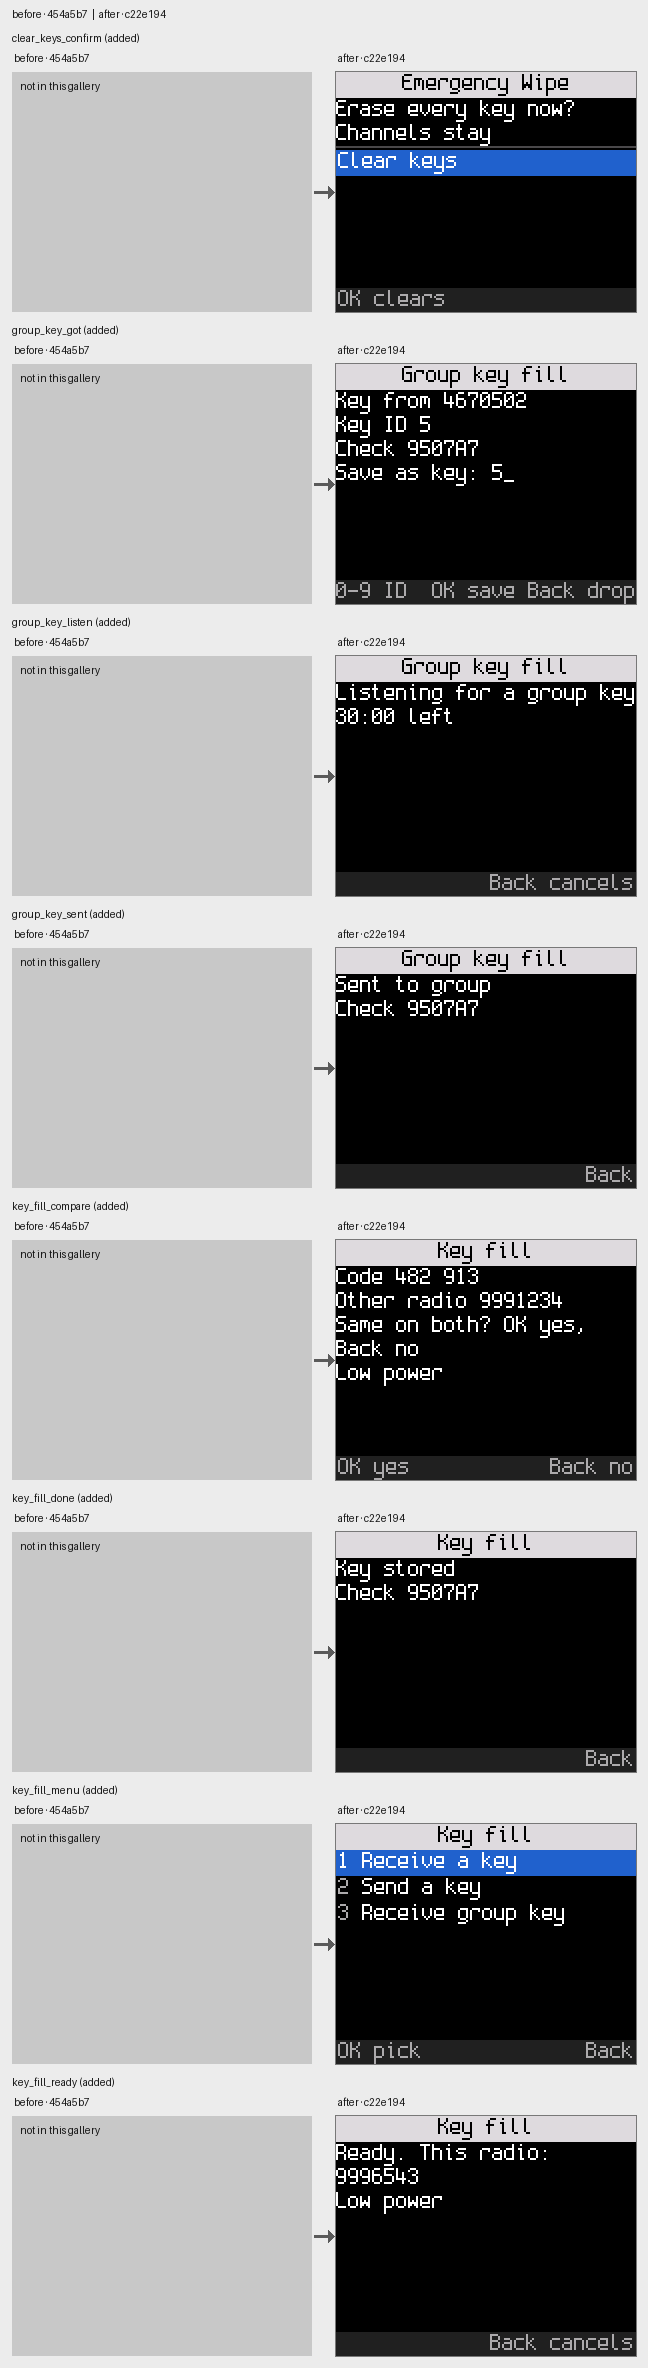 before · 454a5b7 | after · c22e194
clear_keys_confirm (added)
before · 454a5b7
after · c22e194
not in this gallery
Emergency Wipe
Erase every key now?
Channels stay
Clear keys
OK clears
group_key_got (added)
before · 454a5b7
after · c22e194
not in this gallery
Group key fill
Key from 4670502
Key ID 5
Check 9507A7
Save as key: 5_
0-9 ID OK save Back drop
group_key_listen (added)
before · 454a5b7
after · c22e194
not in this gallery
Group key fill
Listening for a group key
30:00 left
Back cancels
group_key_sent (added)
before · 454a5b7
after · c22e194
not in this gallery
Group key fill
Sent to group
Check 9507A7
Back
key_fill_compare (added)
before · 454a5b7
after · c22e194
not in this gallery
Key fill
Code 482 913
Other radio 9991234
Same on both? OK yes,
Back no
Low power
OK yes Back no
key_fill_done (added)
before · 454a5b7
after · c22e194
not in this gallery
Key fill
Key stored
Check 9507A7
Back
key_fill_menu (added)
before · 454a5b7
after · c22e194
not in this gallery
Key fill
1 Receive a key
2 Send a key
3 Receive group key
OK pick Back
key_fill_ready (added)
before · 454a5b7
after · c22e194
not in this gallery
Key fill
Ready. This radio:
9996543
Low power
Back cancels